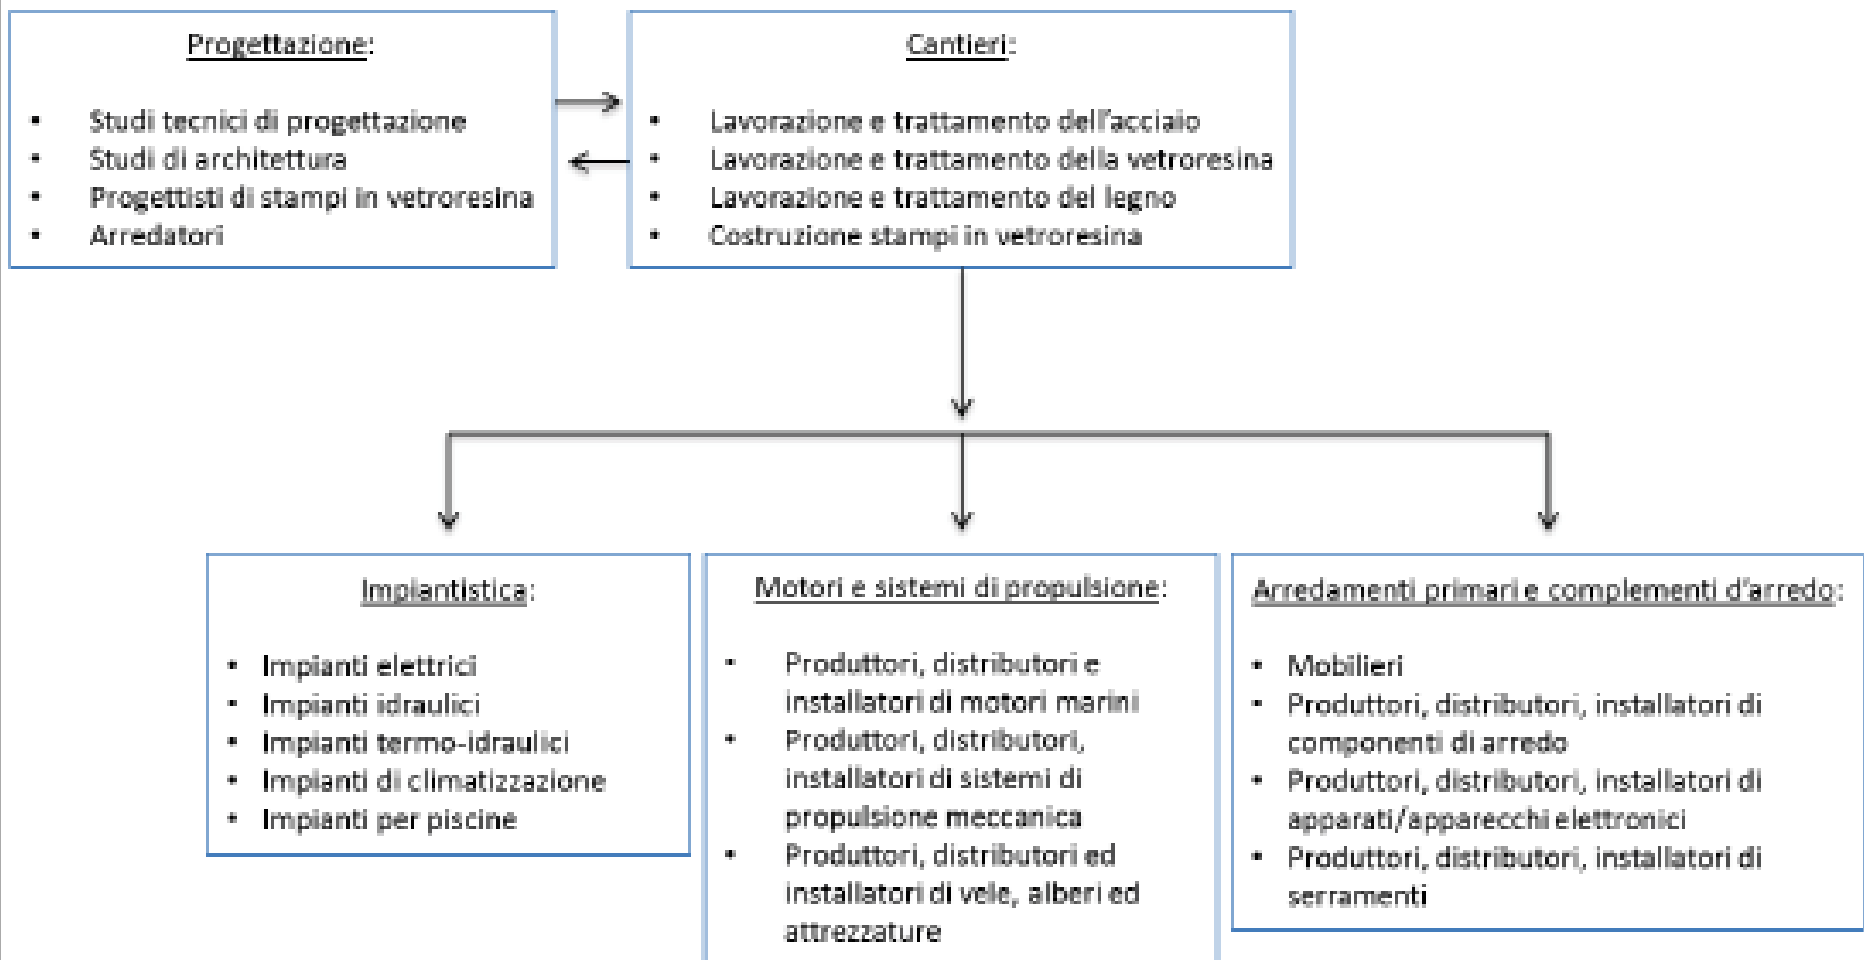 Progettazione:
• Studi tecnici di progettazione
• Studi di architettura
• Progettisti di stampi in vetroresina
• Arredatori
Cantieri:
• Lavorazione e trattamento dell'acciaio
• Lavorazione e trattamento della vetroresina
• Lavorazione e trattamento del legno
• Costruzione stampi in vetroresina
Impiantistica:
• Impianti elettrici
• Impianti idraulici
• Impianti termo-idraulici
• Impianti di climatizzazione
• Impianti per piscine
Motori e sistemi di propulsione:
• Produttori, distributori e
installatori di motori marini
• Produttori, distributori,
installatori di sistemi di
propulsione meccanica
• Produttori, distributori ed
installatori di vele, alberi ed
attrezzature
Arredamenti primari e complementi d'arredo:
• Mobilieri
• Produttori, distributori, installatori di
componenti di arredo
• Produttori, distributori, installatori di
apparati/apparecchi elettronici
• Produttori, distributori, installatori di
serramenti